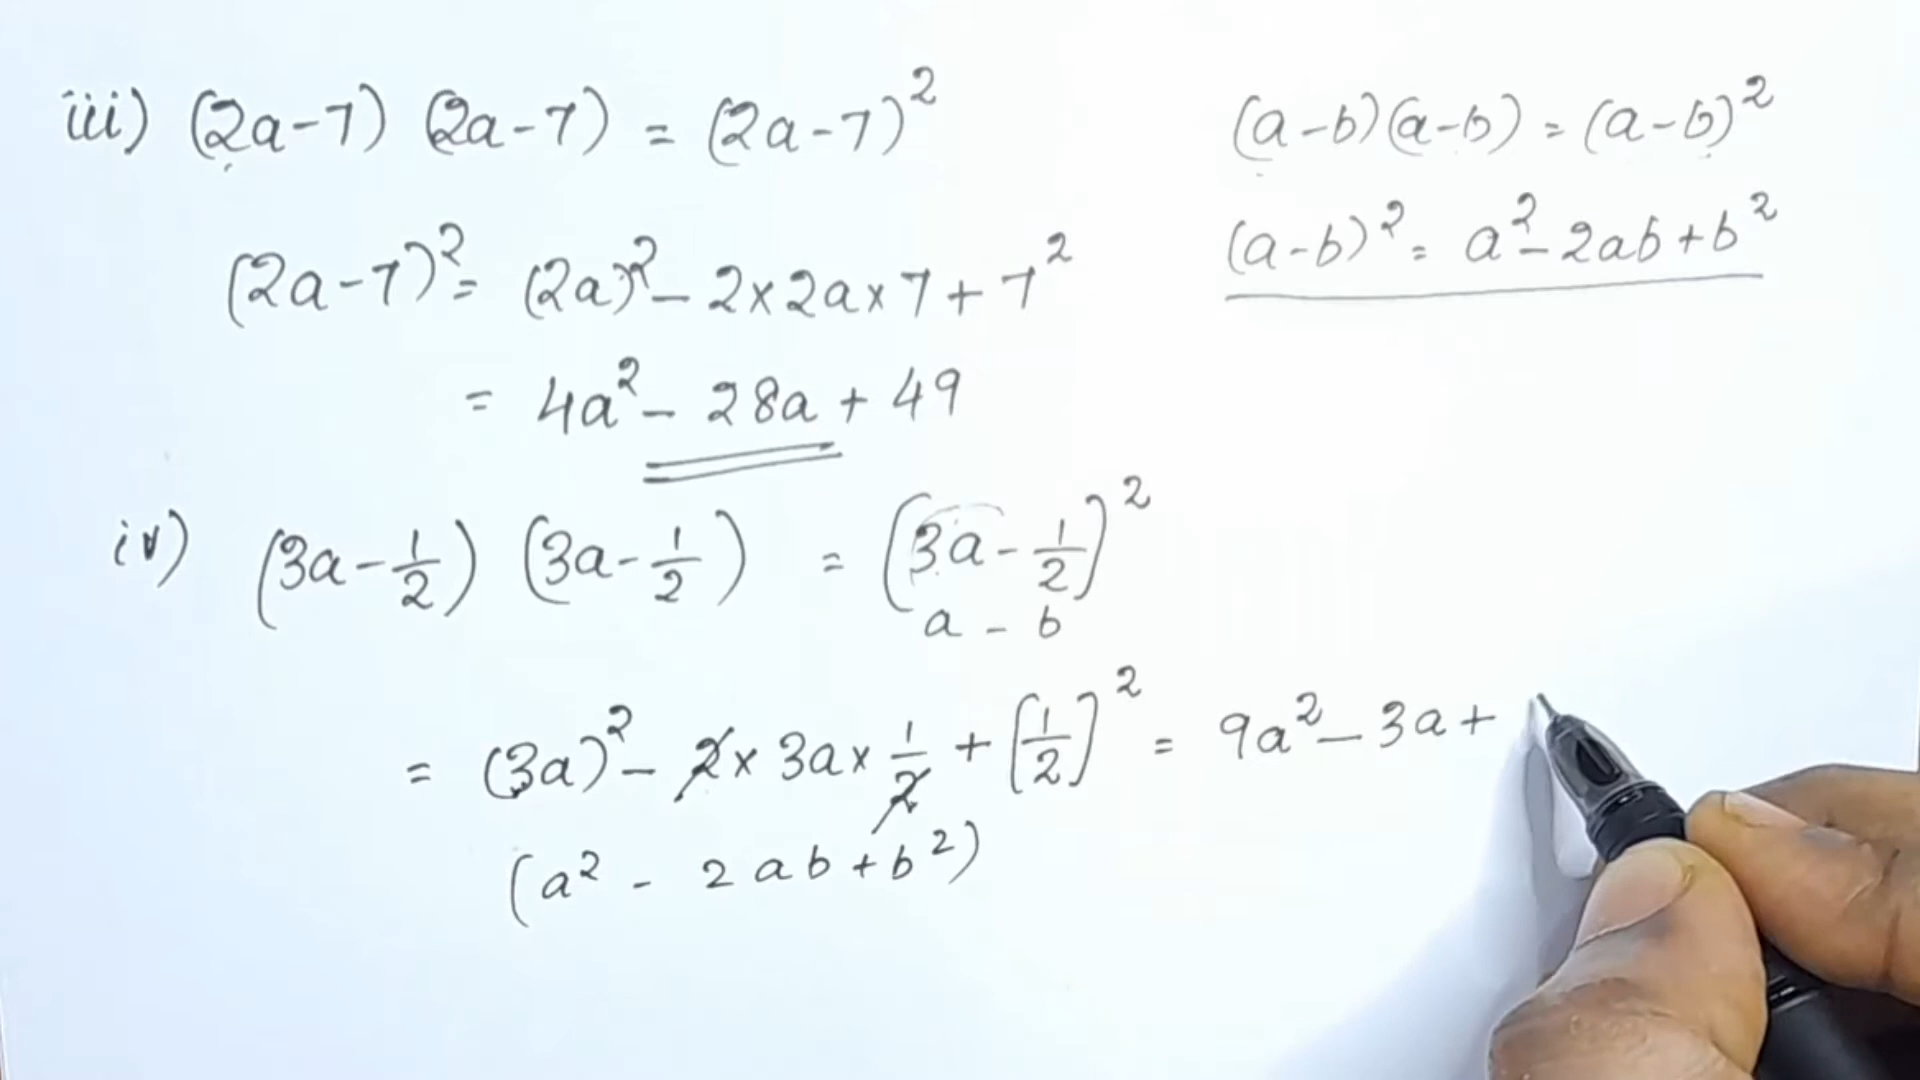 iii) (2a-7) (2a-7) = (2a-7)²
(a-b)(a-b) = (a-b)²
(2a-7)² = (2a)² - 2×2a×7 + 7²
(a-b)² = a² - 2ab + b²
= 4a² - 28a + 49
iv) (3a - 1/2) (3a - 1/2) = (3a - 1/2)²
a - b
= (3a)² - 2 × 3a × 1/2 + (1/2)² = 9a² - 3a +
(a² - 2ab + b²)